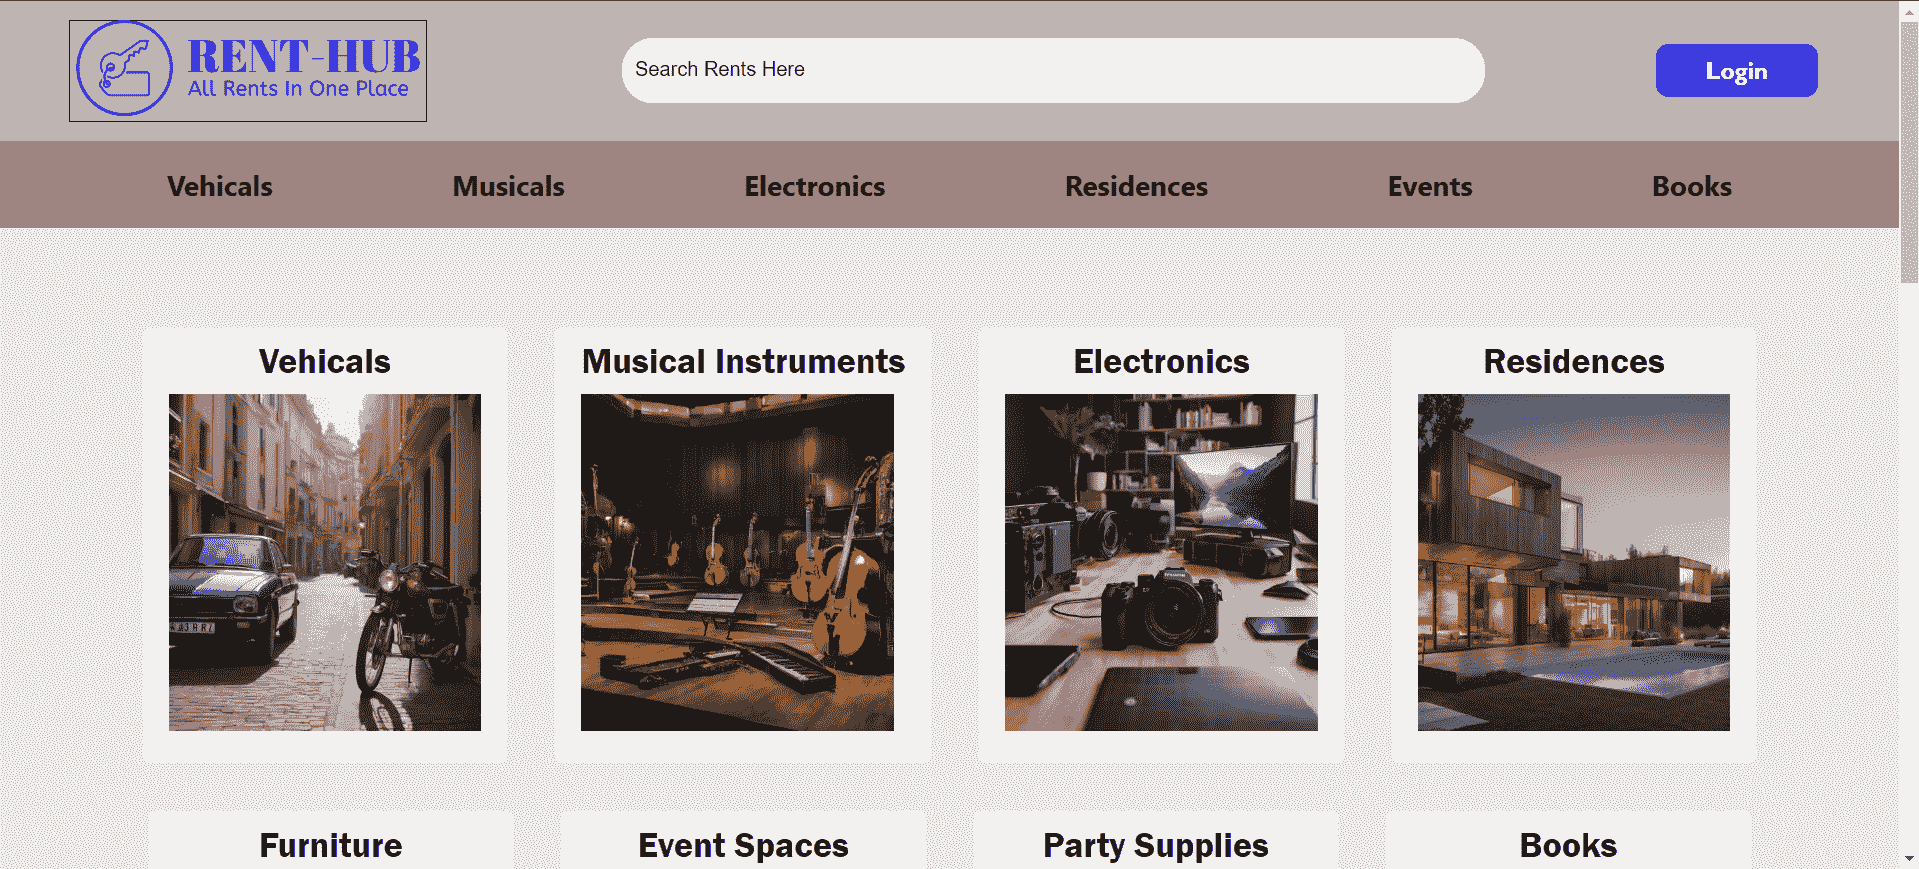 RENT-HUB
All Rents In One Place
Search Rents Here
Login
Vehicals
Musicals
Electronics
Residences
Events
Books
Vehicals
Musical Instruments
Electronics
Residences
Furniture
Event Spaces
Party Supplies
Books